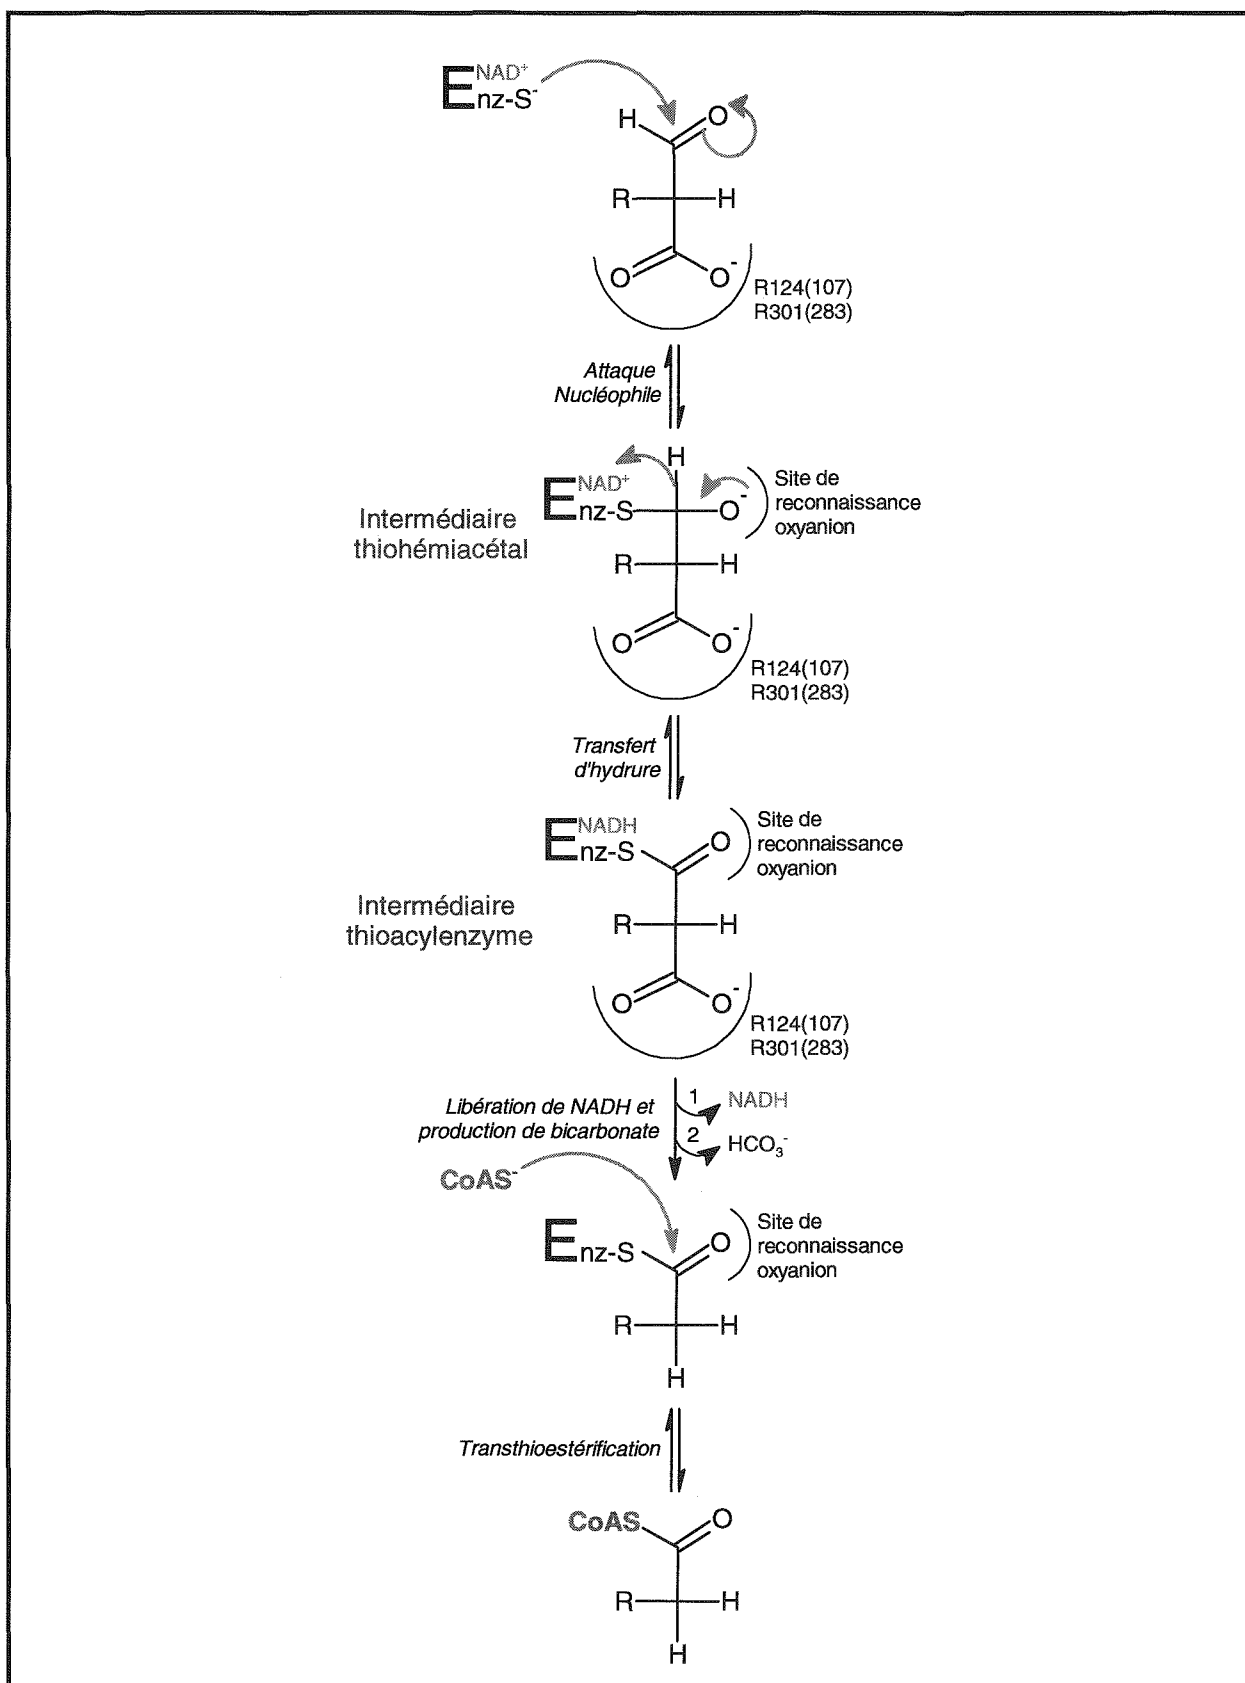 NAD+
Enz-S-
H
O
R
H
O
O-
R124(107)
R301(283)
Attaque
Nucléophile
H
NAD+
Enz-S
O-
Site de
reconnaissance
oxyanion
Intermédiaire
thiohémiacétal
R
H
O
O-
R124(107)
R301(283)
Transfert
d'hydrure
NADH
Enz-S
O
Site de
reconnaissance
oxyanion
Intermédiaire
thioacylenzyme
R
H
O
O-
R124(107)
R301(283)
Libération de NADH et
production de bicarbonate
1
NADH
2
HCO3-
CoAS-
Enz-S
O
Site de
reconnaissance
oxyanion
R
H
H
Transthioestérification
CoAS
O
R
H
H